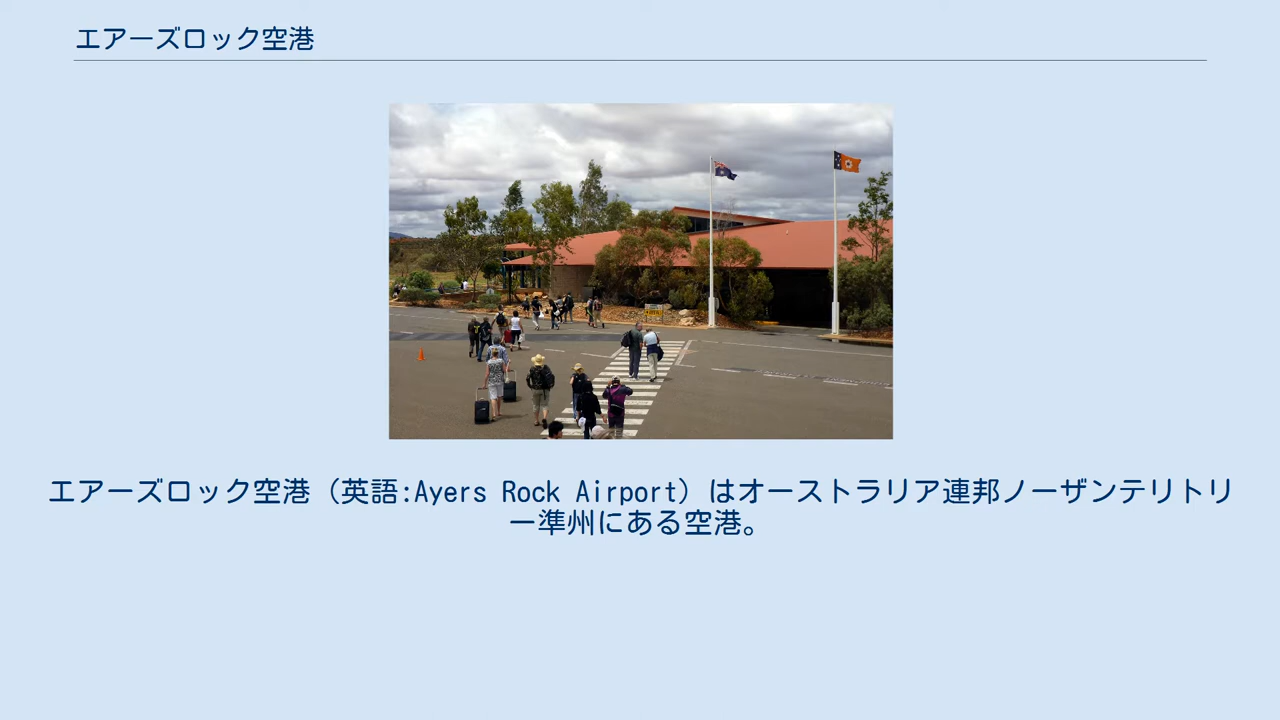 エアーズロック空港
エアーズロック空港（英語:Ayers Rock Airport）はオーストラリア連邦ノーザンテリトリ
ー準州にある空港。